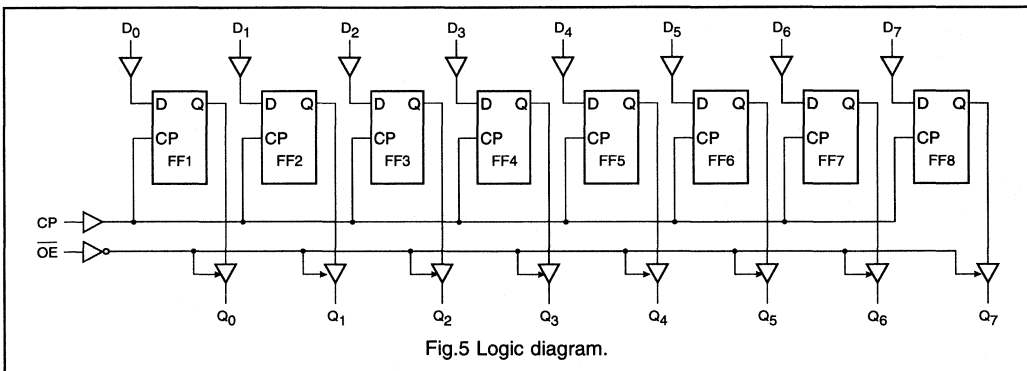 D0 D1 D2 D3 D4 D5 D6 D7
D Q D Q D Q D Q D Q D Q D Q D Q
CP CP CP CP CP CP CP CP
FF1 FF2 FF3 FF4 FF5 FF6 FF7 FF8
CP
OE
Q0 Q1 Q2 Q3 Q4 Q5 Q6 Q7
Fig.5 Logic diagram.